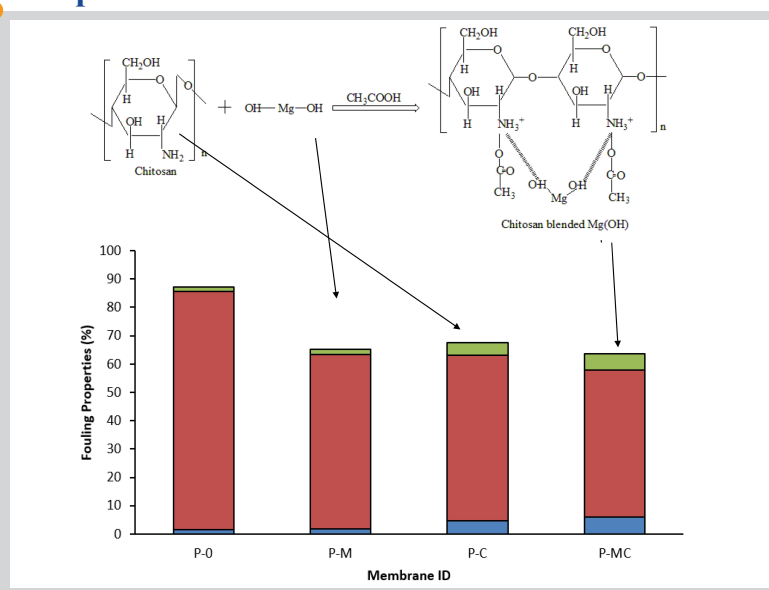 CH₂OH
O
O
H
OH
H
H
NH₂
n
Chitosan
+
OH—Mg—OH
CH₃COOH
CH₂OH
O
H
OH
H
H
NH₃⁺
O
CH₂OH
O
H
OH
H
H
NH₃⁺
O
n
O
C=O
CH₃
OH
Mg
OH
O
C=O
CH₃
Chitosan blended Mg(OH)
100
90
80
70
60
50
40
30
20
10
0
Fouling Properties (%)
P-0
P-M
P-C
P-MC
Membrane ID